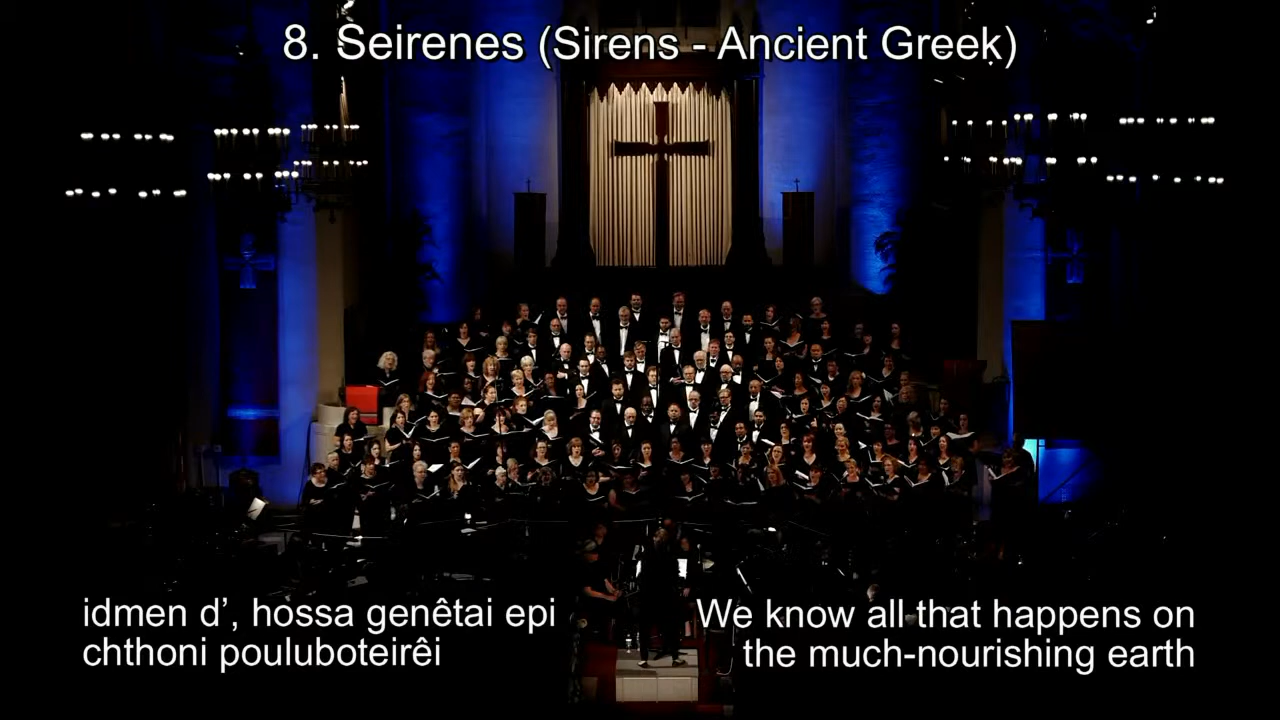 8. Seirenes (Sirens - Ancient Greek)
idmen d’, hossa genêtai epi
chthoni pouluboteirêi
We know all that happens on
the much-nourishing earth